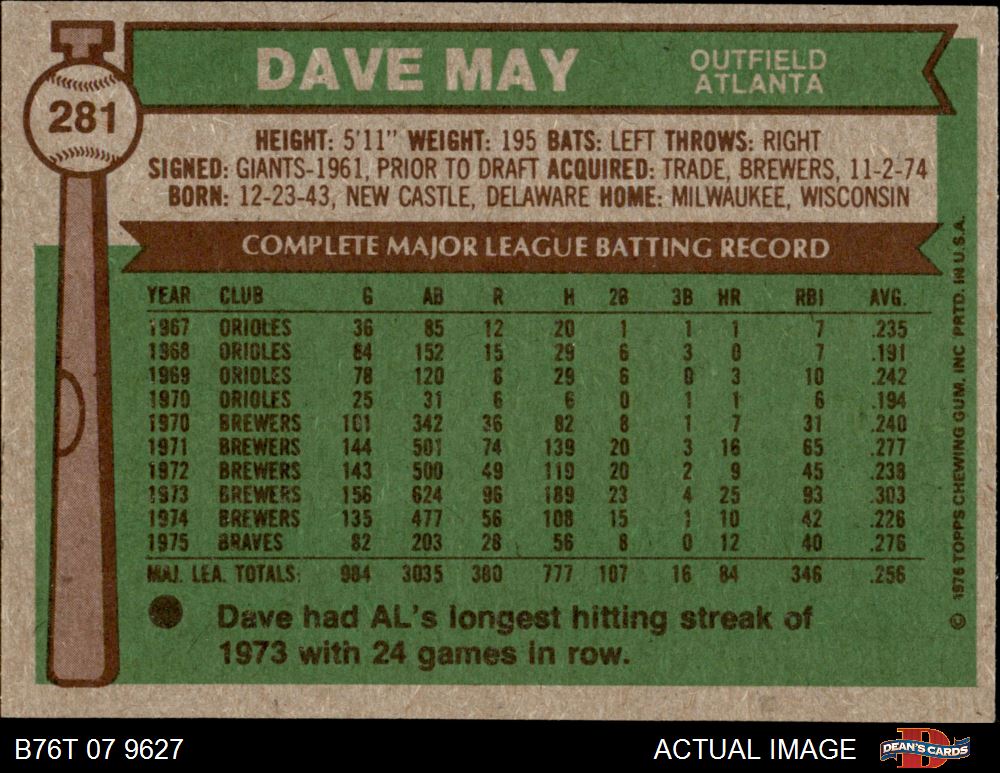 281
DAVE MAY
OUTFIELD
ATLANTA
HEIGHT: 5'11" WEIGHT: 195 BATS: LEFT THROWS: RIGHT
SIGNED: GIANTS-1961, PRIOR TO DRAFT ACQUIRED: TRADE, BREWERS, 11-2-74
BORN: 12-23-43, NEW CASTLE, DELAWARE HOME: MILWAUKEE, WISCONSIN
COMPLETE MAJOR LEAGUE BATTING RECORD
YEAR CLUB G AB R H 2B 3B HR RBI AVG.
1967 ORIOLES 36 85 12 20 1 1 1 7 .235
1968 ORIOLES 84 152 15 29 6 3 0 7 .191
1969 ORIOLES 78 120 8 29 6 0 3 10 .242
1970 ORIOLES 25 31 6 6 0 1 1 6 .194
1970 BREWERS 101 342 36 82 8 1 7 31 .240
1971 BREWERS 144 501 74 139 20 3 16 65 .277
1972 BREWERS 143 500 49 119 20 2 9 45 .238
1973 BREWERS 156 624 96 189 23 4 25 93 .303
1974 BREWERS 135 477 56 108 15 1 10 42 .226
1975 BRAVES 82 203 28 56 8 0 12 40 .276
MAJ. LEA. TOTALS: 984 3035 380 777 107 16 84 346 .256
Dave had AL's longest hitting streak of
1973 with 24 games in row.
© 1976 TOPPS CHEWING GUM, INC PRTD. IN U.S.A.
B76T 07 9627
ACTUAL IMAGE
DEAN'S CARDS